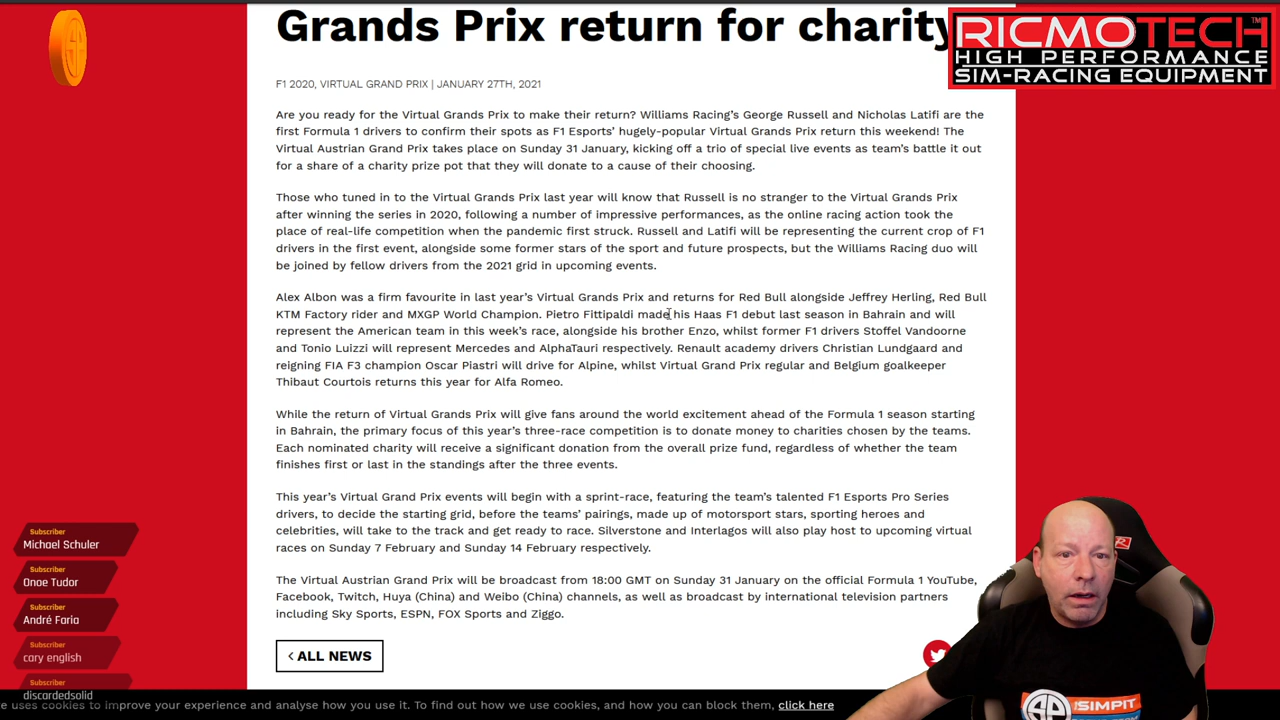 Grands Prix return for charity
RICMOTECH™
HIGH PERFORMANCE
SIM-RACING EQUIPMENT
F1 2020, VIRTUAL GRAND PRIX | JANUARY 27TH, 2021
Are you ready for the Virtual Grands Prix to make their return? Williams Racing’s George Russell and Nicholas Latifi are the
first Formula 1 drivers to confirm their spots as F1 Esports’ hugely-popular Virtual Grands Prix return this weekend! The
Virtual Austrian Grand Prix takes place on Sunday 31 January, kicking off a trio of special live events as team’s battle it out
for a share of a charity prize pot that they will donate to a cause of their choosing.
Those who tuned in to the Virtual Grands Prix last year will know that Russell is no stranger to the Virtual Grands Prix
after winning the series in 2020, following a number of impressive performances, as the online racing action took the
place of real-life competition when the pandemic first struck. Russell and Latifi will be representing the current crop of F1
drivers in the first event, alongside some former stars of the sport and future prospects, but the Williams Racing duo will
be joined by fellow drivers from the 2021 grid in upcoming events.
Alex Albon was a firm favourite in last year’s Virtual Grands Prix and returns for Red Bull alongside Jeffrey Herling, Red Bull
KTM Factory rider and MXGP World Champion. Pietro Fittipaldi made his Haas F1 debut last season in Bahrain and will
represent the American team in this week’s race, alongside his brother Enzo, whilst former F1 drivers Stoffel Vandoorne
and Tonio Luizzi will represent Mercedes and AlphaTauri respectively. Renault academy drivers Christian Lundgaard and
reigning FIA F3 champion Oscar Piastri will drive for Alpine, whilst Virtual Grand Prix regular and Belgium goalkeeper
Thibaut Courtois returns this year for Alfa Romeo.
While the return of Virtual Grands Prix will give fans around the world excitement ahead of the Formula 1 season starting
in Bahrain, the primary focus of this year’s three-race competition is to donate money to charities chosen by the teams.
Each nominated charity will receive a significant donation from the overall prize fund, regardless of whether the team
finishes first or last in the standings after the three events.
This year’s Virtual Grand Prix events will begin with a sprint-race, featuring the team’s talented F1 Esports Pro Series
drivers, to decide the starting grid, before the teams’ pairings, made up of motorsport stars, sporting heroes and
celebrities, will take to the track and get ready to race. Silverstone and Interlagos will also play host to upcoming virtual
races on Sunday 7 February and Sunday 14 February respectively.
The Virtual Austrian Grand Prix will be broadcast from 18:00 GMT on Sunday 31 January on the official Formula 1 YouTube,
Facebook, Twitch, Huya (China) and Weibo (China) channels, as well as broadcast by international television partners
including Sky Sports, ESPN, FOX Sports and Ziggo.
‹ ALL NEWS
Subscriber
Michael Schuler
Subscriber
Onoe Tudor
Subscriber
André Faria
Subscriber
cary english
Subscriber
discardedsolid
e uses cookies to improve your experience and analyse how you use it. To find out how we use cookies, and how you can block them, click here
SIMPIT